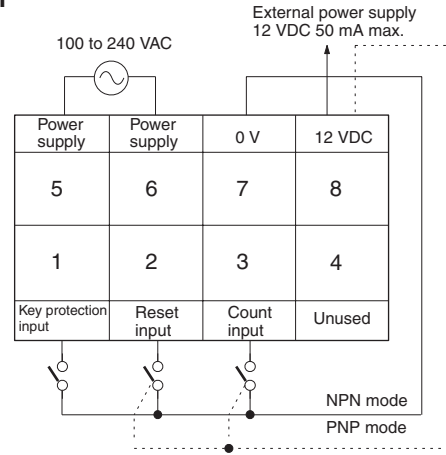 External power supply
12 VDC 50 mA max.
100 to 240 VAC
Power supply
Power supply
0 V
12 VDC
5
6
7
8
1
2
3
4
Key protection
input
Reset
input
Count
input
Unused
NPN mode
PNP mode